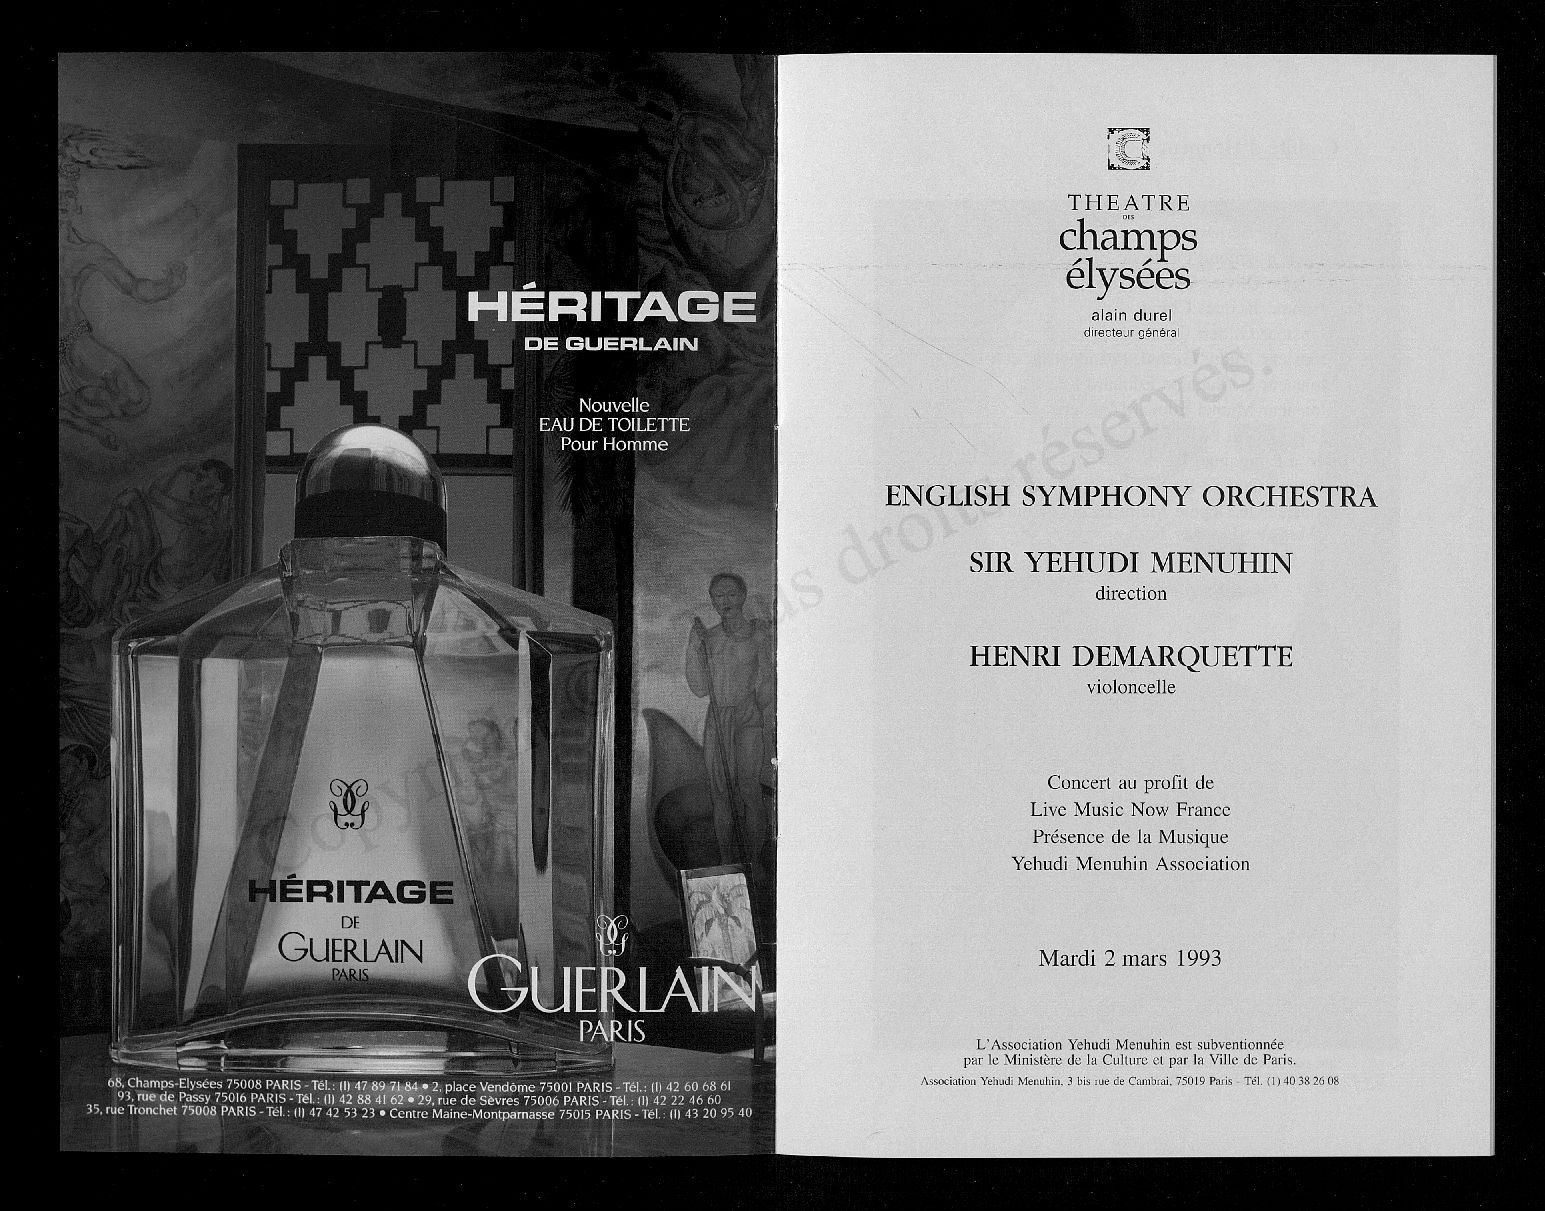 HÉRITAGE
DE GUERLAIN
Nouvelle
EAU DE TOILETTE
Pour Homme
HÉRITAGE
DE
GUERLAIN
PARIS
GUERLAIN
PARIS
68, Champs-Elysées 75008 PARIS - Tél.: (1) 47 89 71 84 • 2, place Vendôme 75001 PARIS - Tél.: (1) 42 60 68 61
93, rue de Passy 75016 PARIS - Tél.: (1) 42 88 41 62 • 29, rue de Sèvres 75006 PARIS - Tél.: (1) 42 22 46 60
35, rue Tronchet 75008 PARIS - Tél.: (1) 47 42 53 23 • Centre Maine-Montparnasse 75015 PARIS - Tél.: (1) 43 20 95 40
THEATRE
DES
champs
élysées
alain durel
directeur général
ENGLISH SYMPHONY ORCHESTRA
SIR YEHUDI MENUHIN
direction
HENRI DEMARQUETTE
violoncelle
Concert au profit de
Live Music Now France
Présence de la Musique
Yehudi Menuhin Association
Mardi 2 mars 1993
L'Association Yehudi Menuhin est subventionnée
par le Ministère de la Culture et par la Ville de Paris.
Association Yehudi Menuhin, 3 bis rue de Cambrai, 75019 Paris - Tél. (1) 40 38 26 08
droits réservés.